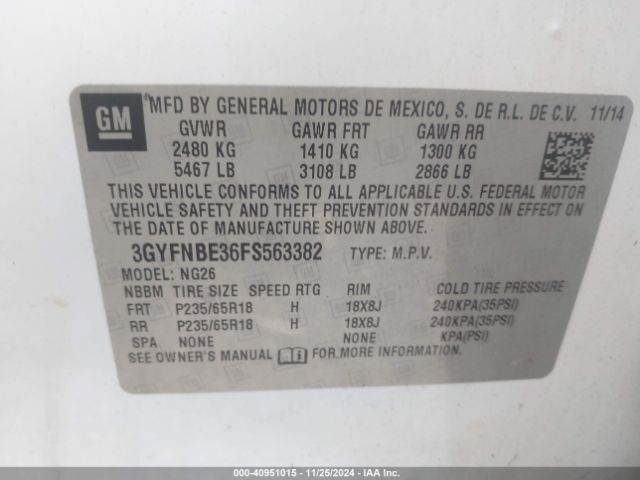 GM
MFD BY GENERAL MOTORS DE MEXICO, S. DE R.L. DE C.V. 11/14
GVWR GAWR FRT GAWR RR
2480 KG 1410 KG 1300 KG
5467 LB 3108 LB 2866 LB
THIS VEHICLE CONFORMS TO ALL APPLICABLE U.S. FEDERAL MOTOR
VEHICLE SAFETY AND THEFT PREVENTION STANDARDS IN EFFECT ON
THE DATE OF MANUFACTURE SHOWN ABOVE.
3GYFNBE36FS563382 TYPE: M.P.V.
MODEL: NG26
NBBM TIRE SIZE SPEED RTG RIM COLD TIRE PRESSURE
FRT P235/65R18 H 18X8J 240KPA(35PSI)
RR P235/65R18 H 18X8J 240KPA(35PSI)
SPA NONE NONE KPA(PSI)
SEE OWNER'S MANUAL FOR MORE INFORMATION.
000-40951015 - 11/25/2024 - IAA Inc.